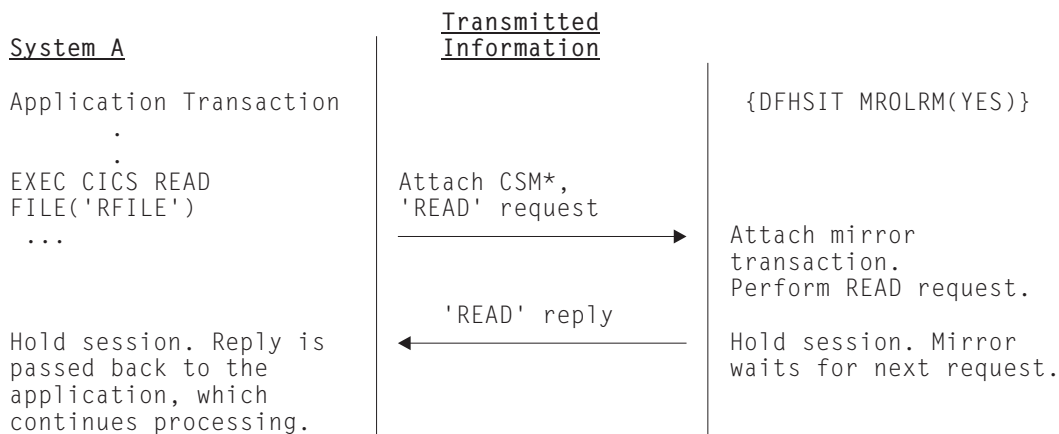 Transmitted
System A
Information
Application Transaction
{DFHSIT MROLRM(YES)}
.
.
EXEC CICS READ
FILE('RFILE')
...
Attach CSM*,
'READ' request
Attach mirror
transaction.
Perform READ request.
'READ' reply
Hold session. Reply is
passed back to the
application, which
continues processing.
Hold session. Mirror
waits for next request.